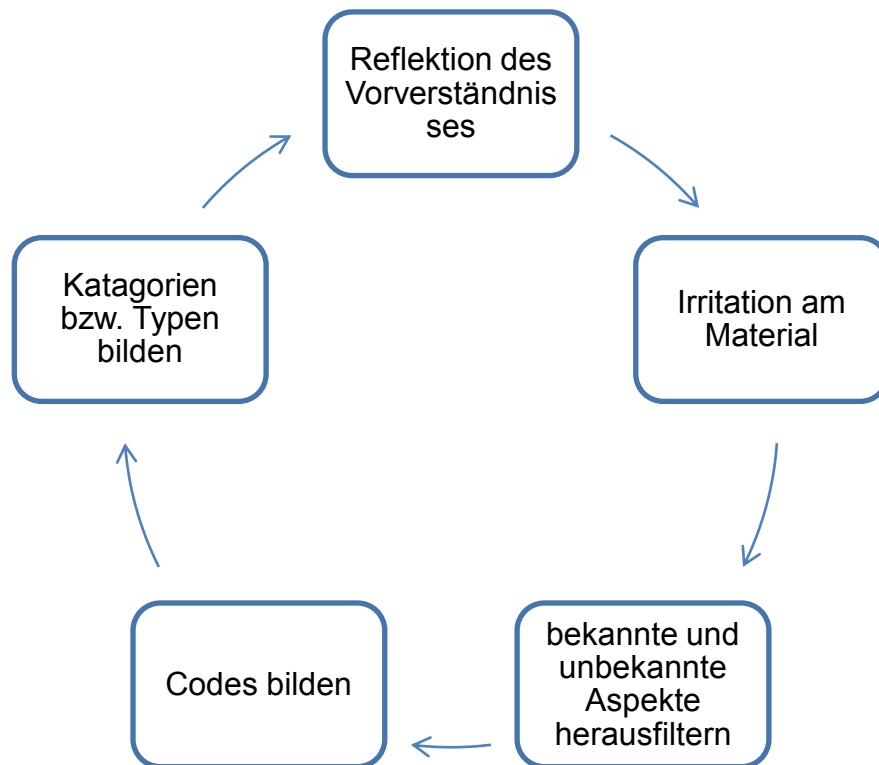 Reflektion des
Vorverständnis
ses
Irritation am
Material
bekannte und
unbekannte
Aspekte
herausfiltern
Codes bilden
Katagorien
bzw. Typen
bilden